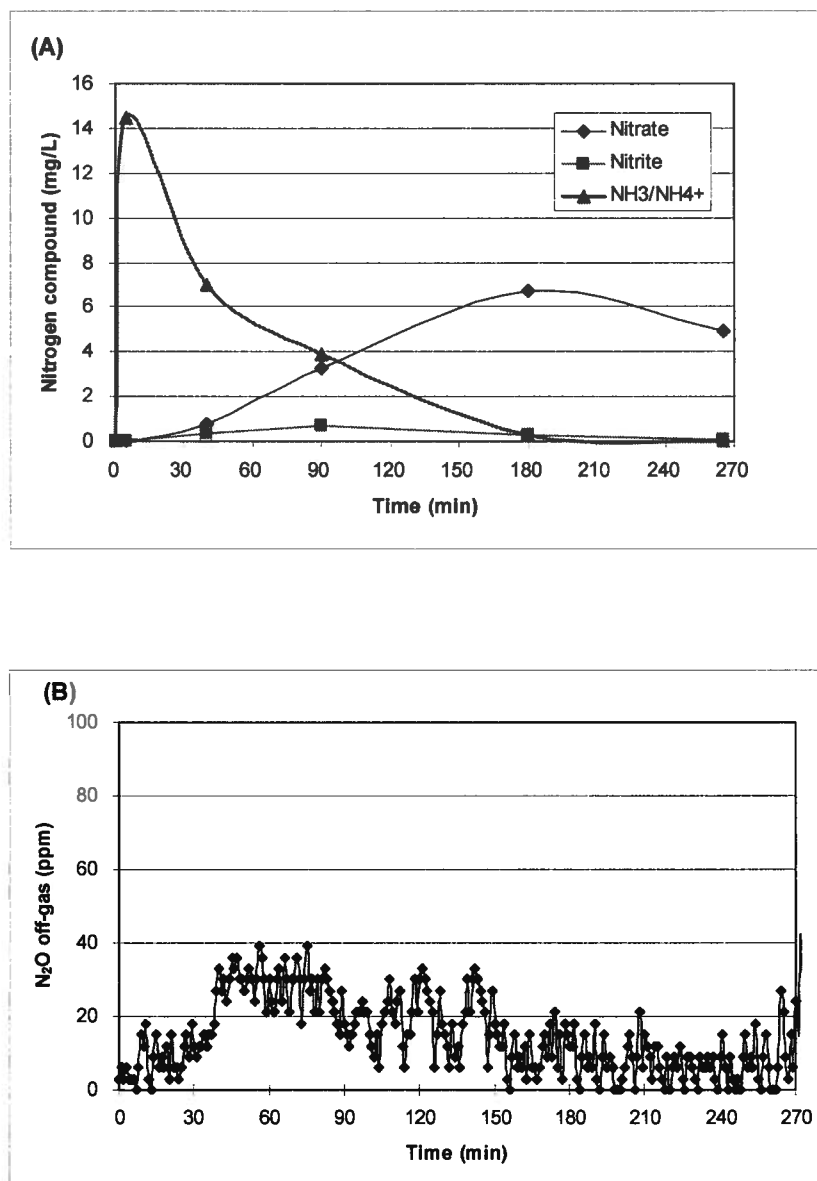 (A)
Nitrogen compound (mg/L)
16
14
12
10
8
6
4
2
0
Nitrate
Nitrite
NH3/NH4+
0 30 60 90 120 150 180 210 240 270
Time (min)
(B)
N₂O off-gas (ppm)
100
80
60
40
20
0
0 30 60 90 120 150 180 210 240 270
Time (min)